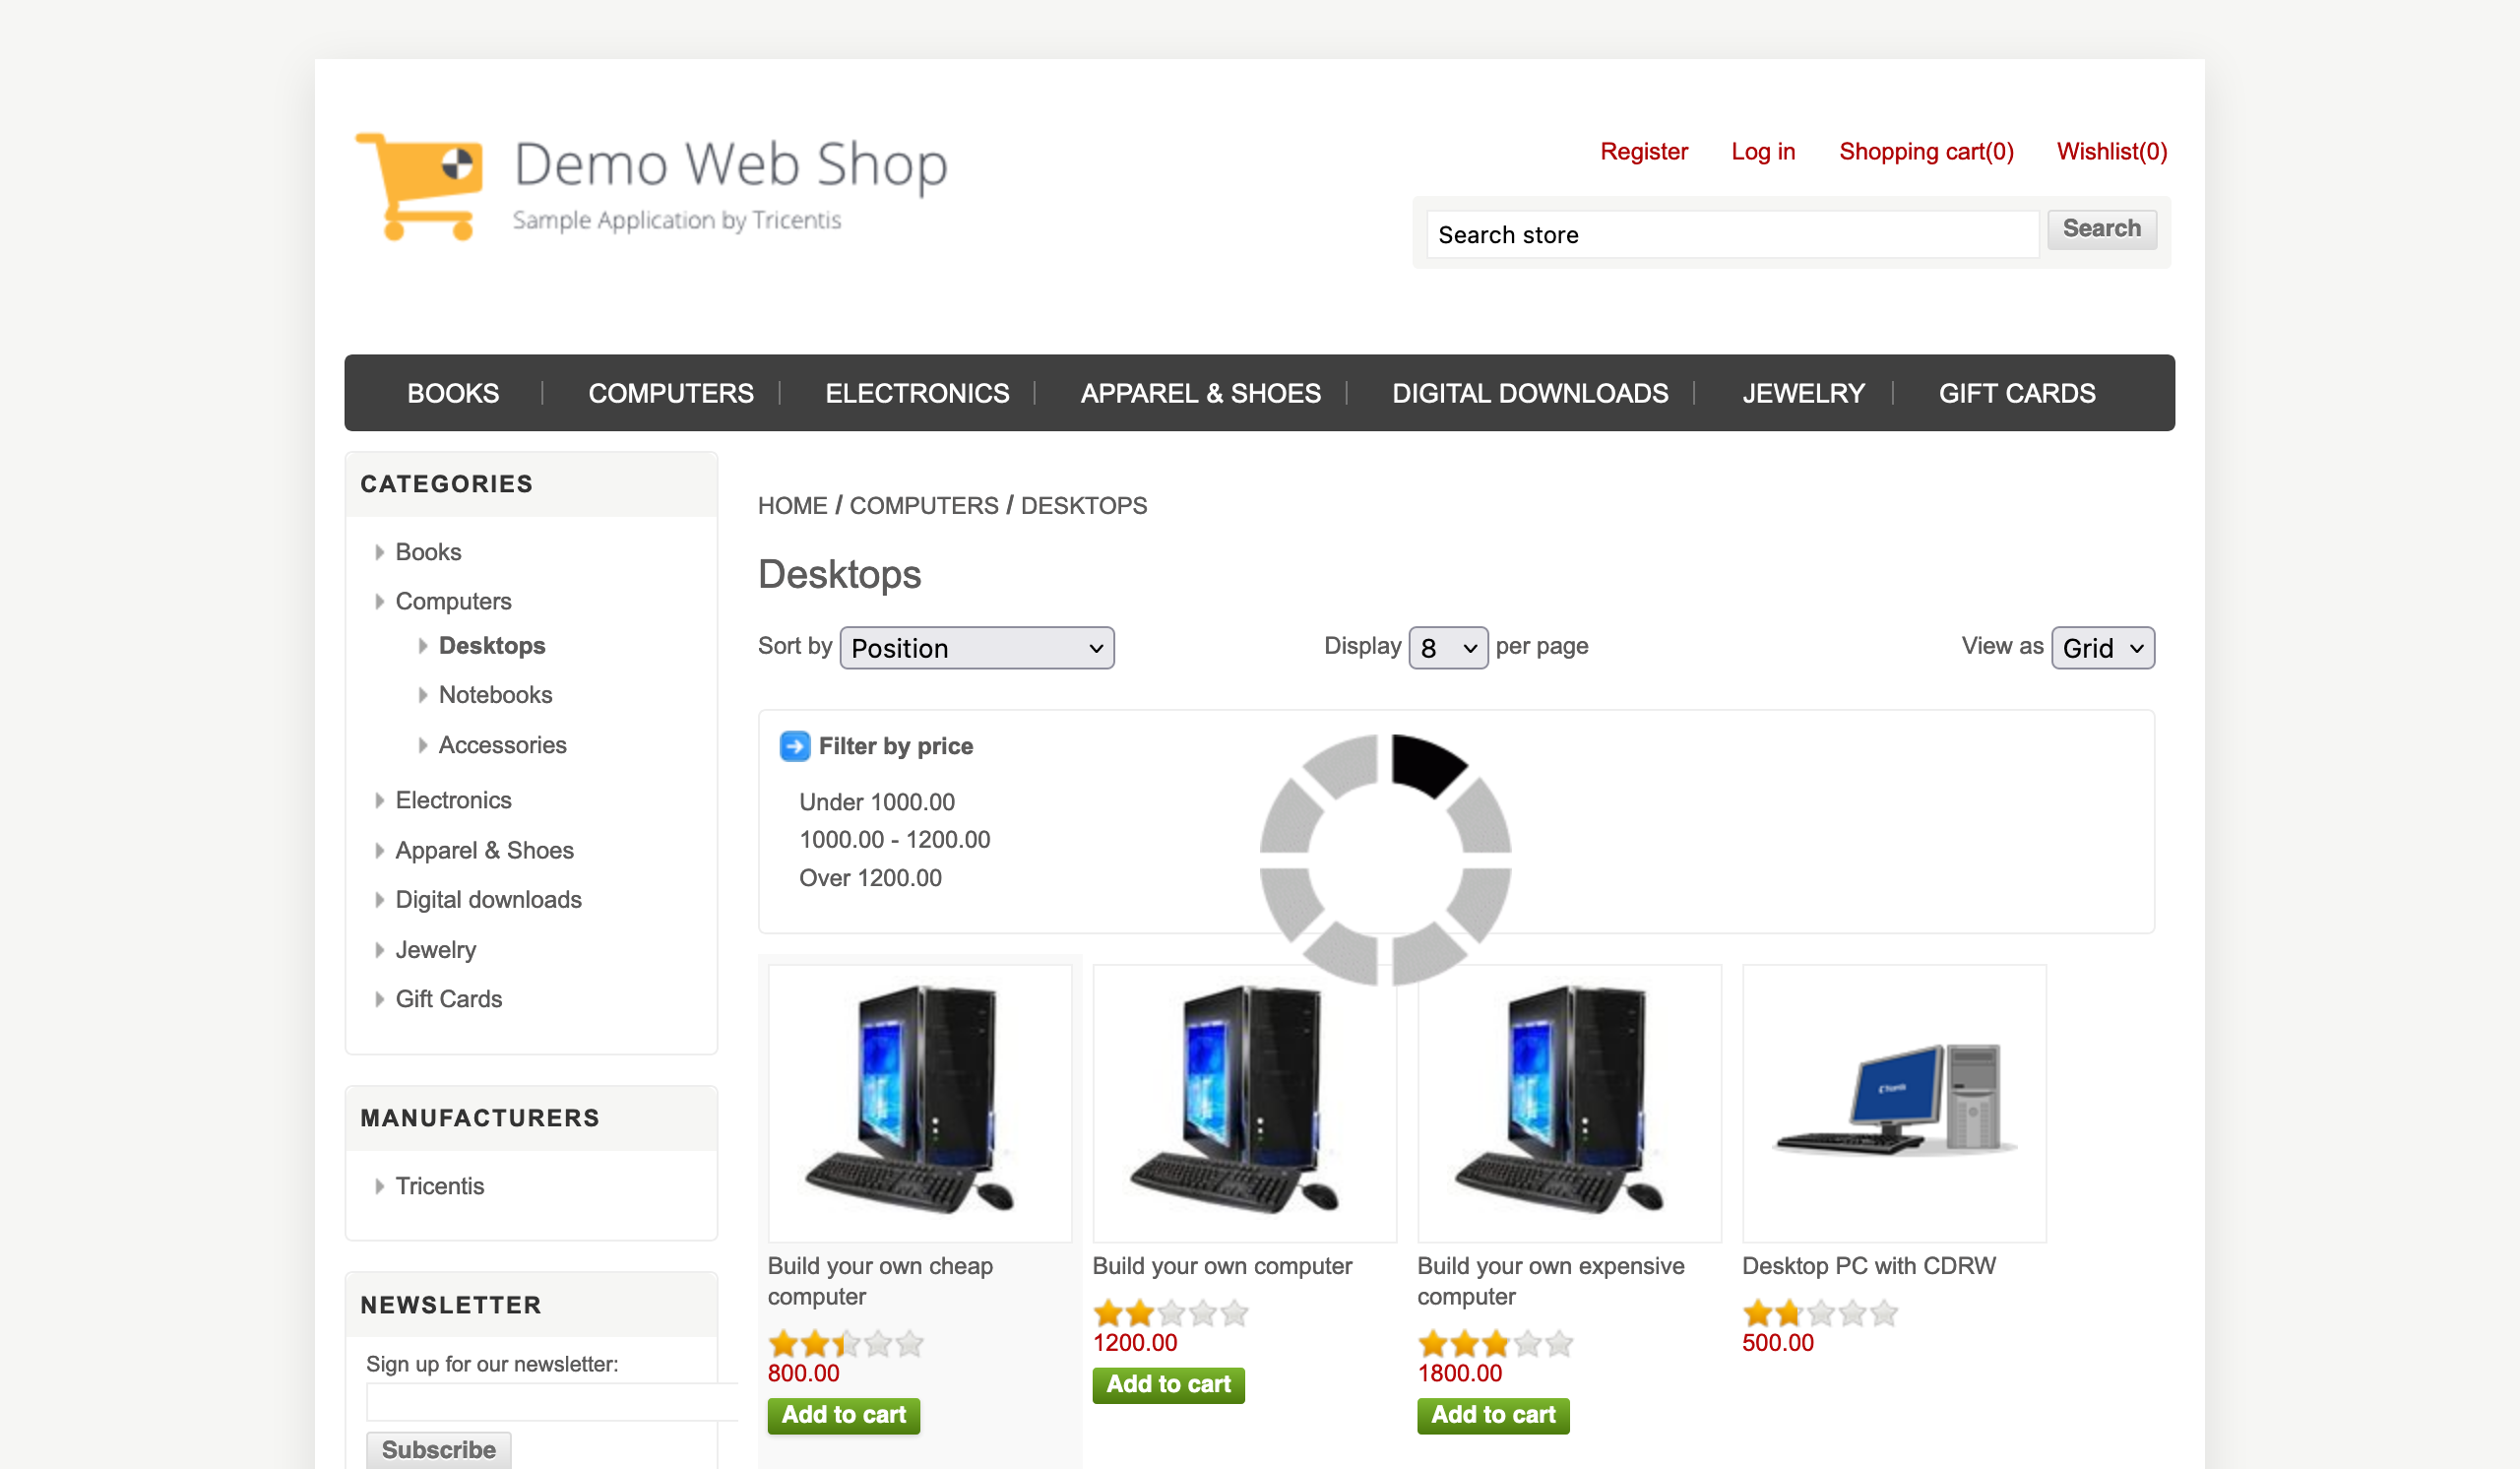 Demo Web Shop
Sample Application by Tricentis
Register Log in Shopping cart(0) Wishlist(0)
Search store Search
BOOKS COMPUTERS ELECTRONICS APPAREL & SHOES DIGITAL DOWNLOADS JEWELRY GIFT CARDS
CATEGORIES
Books
Computers
Desktops
Notebooks
Accessories
Electronics
Apparel & Shoes
Digital downloads
Jewelry
Gift Cards
MANUFACTURERS
Tricentis
NEWSLETTER
Sign up for our newsletter:
Subscribe
HOME / COMPUTERS / DESKTOPS
Desktops
Sort by Position Display 8 per page View as Grid
Filter by price
Under 1000.00
1000.00 - 1200.00
Over 1200.00
Build your own cheap
computer
800.00
Add to cart
Build your own computer
1200.00
Add to cart
Build your own expensive
computer
1800.00
Add to cart
Desktop PC with CDRW
500.00